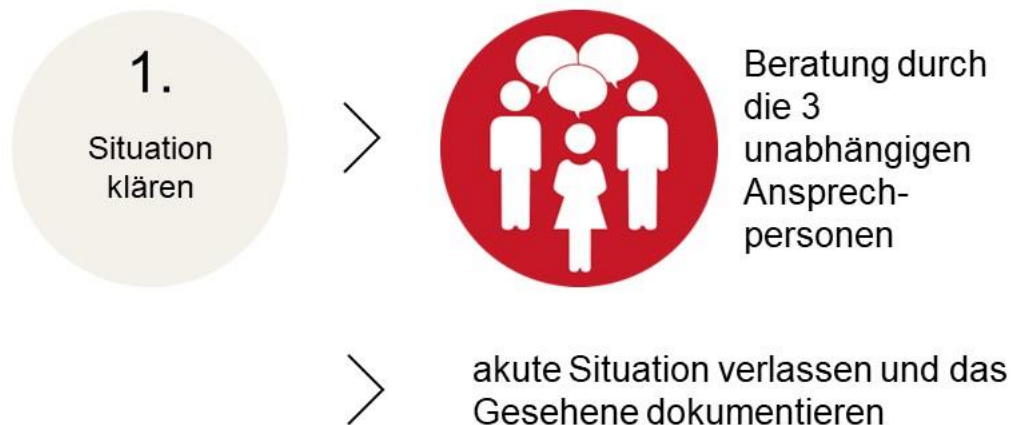 1.
Situation
klären
Beratung durch
die 3
unabhängigen
Ansprech-
personen
akute Situation verlassen und das
Gesehene dokumentieren